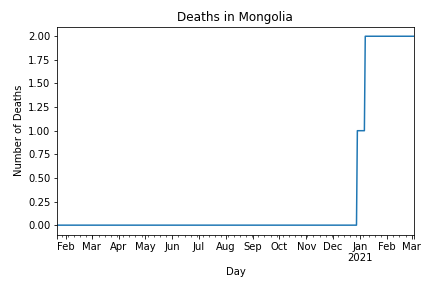 Deaths in Mongolia
2.00
1.75
1.50
1.25
1.00
0.75
0.50
0.25
0.00
Number of Deaths
Feb Mar Apr May Jun Jul Aug Sep Oct Nov Dec Jan Feb Mar
2021
Day